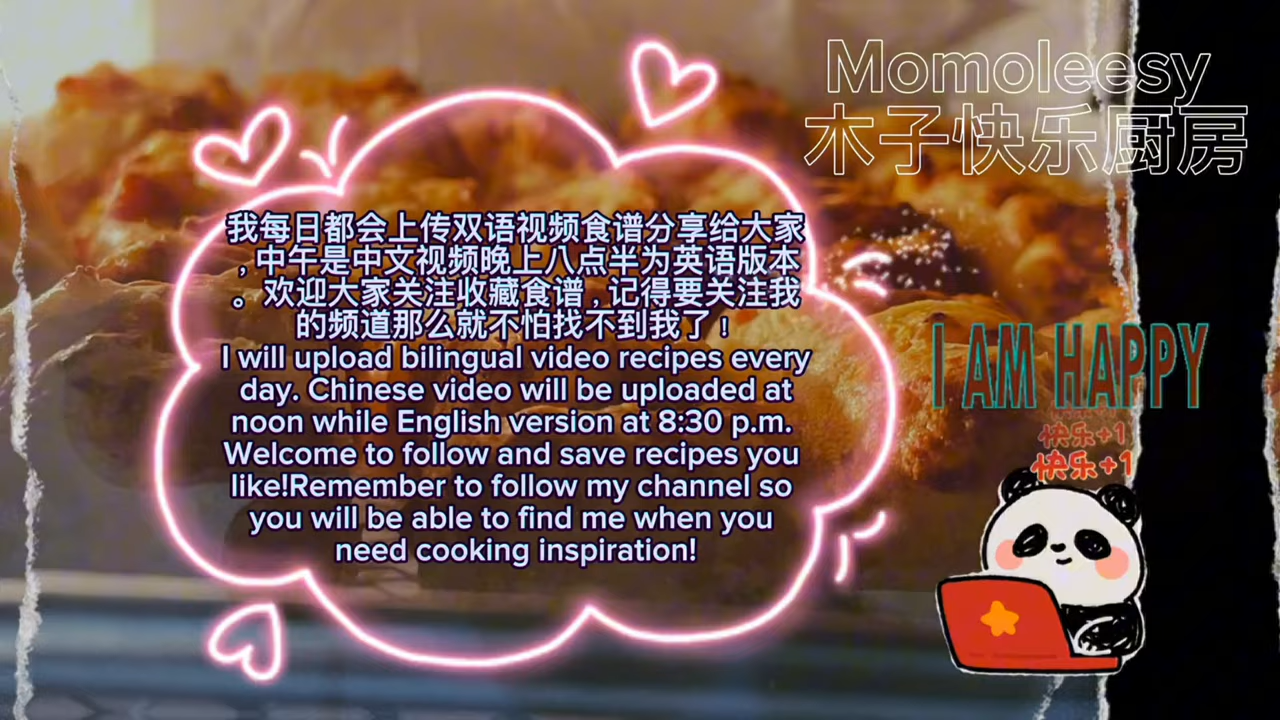 Momoleesy
木子快乐厨房
我每日都会上传双语视频食谱分享给大家
，中午是中文视频晚上八点半为英语版本
。欢迎大家关注收藏食谱，记得要关注我
的频道那么就不怕找不到我了！
I will upload bilingual video recipes every
day. Chinese video will be uploaded at
noon while English version at 8:30 p.m.
Welcome to follow and save recipes you
like!Remember to follow my channel so
you will be able to find me when you
need cooking inspiration!
I AM HAPPY
快乐+1
快乐+1